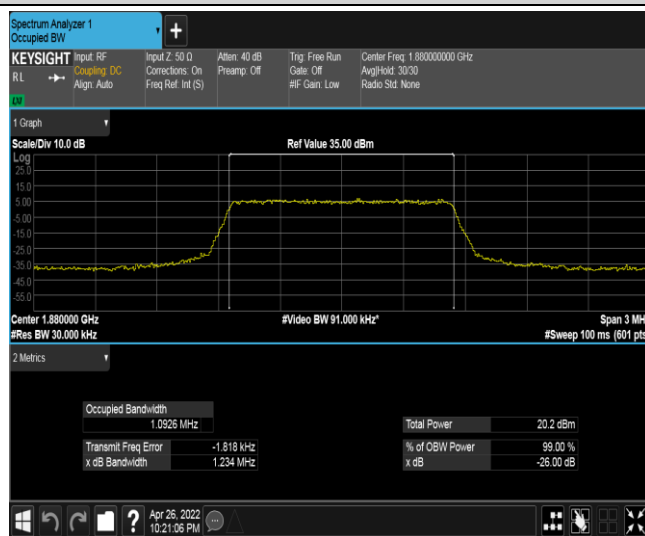 Spectrum Analyzer 1
Occupied BW
+
KEYSIGHT Input: RF Input Z: 50 Ω Atten: 40 dB Trig: Free Run Center Freq: 1.880000000 GHz
RL Coupling: DC Corrections: On Preamp: Off Gate: Off Avg|Hold: 30/30
Align: Auto Freq Ref: Int (S) #IF Gain: Low Radio Std: None
LXI
1 Graph
Scale/Div 10.0 dB Ref Value 35.00 dBm
Log
25.0
15.0
5.00
-5.00
-15.0
-25.0
-35.0
-45.0
-55.0
Center 1.880000 GHz #Video BW 91.000 kHz* Span 3 MH
#Res BW 30.000 kHz #Sweep 100 ms (601 pts
2 Metrics
Occupied Bandwidth
1.0926 MHz Total Power 20.2 dBm
Transmit Freq Error -1.818 kHz % of OBW Power 99.00 %
x dB Bandwidth 1.234 MHz x dB -26.00 dB
? Apr 26, 2022
10:21:06 PM